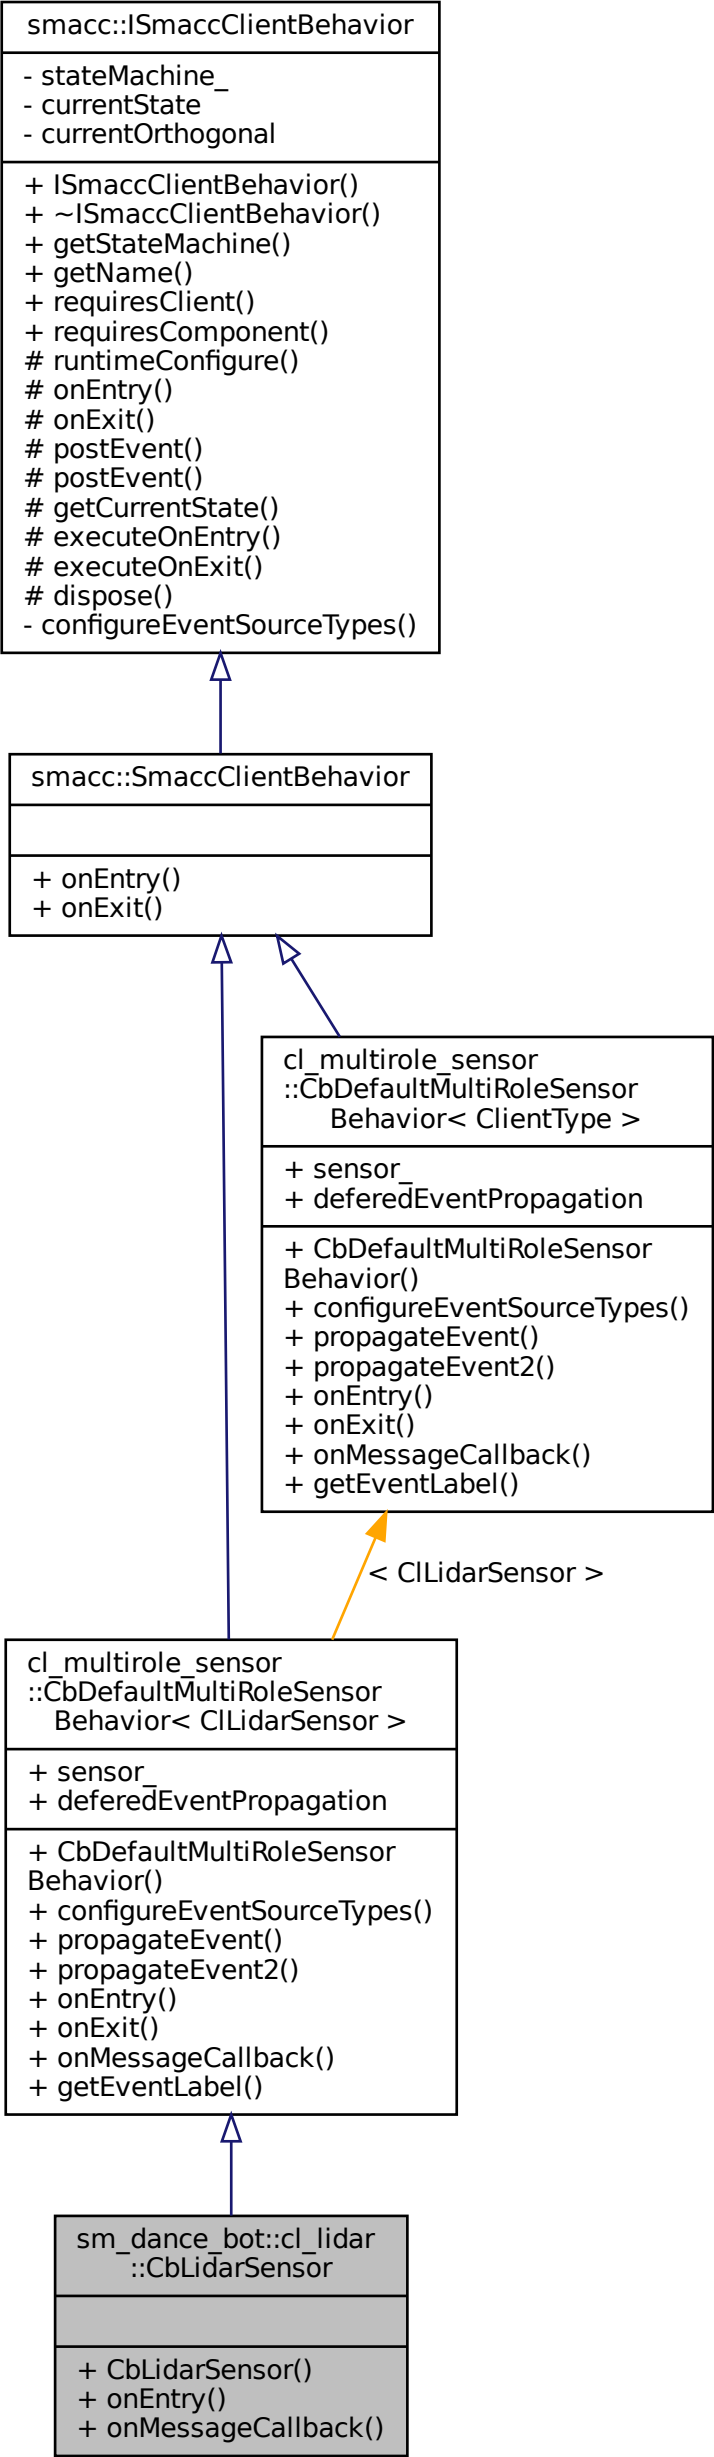 smacc::ISmaccClientBehavior
- stateMachine_
- currentState
- currentOrthogonal
+ ISmaccClientBehavior()
+ ~ISmaccClientBehavior()
+ getStateMachine()
+ getName()
+ requiresClient()
+ requiresComponent()
# runtimeConfigure()
# onEntry()
# onExit()
# postEvent()
# postEvent()
# getCurrentState()
# executeOnEntry()
# executeOnExit()
# dispose()
- configureEventSourceTypes()
smacc::SmaccClientBehavior
+ onEntry()
+ onExit()
cl_multirole_sensor
::CbDefaultMultiRoleSensor
Behavior< ClientType >
+ sensor_
+ deferedEventPropagation
+ CbDefaultMultiRoleSensor
Behavior()
+ configureEventSourceTypes()
+ propagateEvent()
+ propagateEvent2()
+ onEntry()
+ onExit()
+ onMessageCallback()
+ getEventLabel()
< ClLidarSensor >
cl_multirole_sensor
::CbDefaultMultiRoleSensor
Behavior< ClLidarSensor >
+ sensor_
+ deferedEventPropagation
+ CbDefaultMultiRoleSensor
Behavior()
+ configureEventSourceTypes()
+ propagateEvent()
+ propagateEvent2()
+ onEntry()
+ onExit()
+ onMessageCallback()
+ getEventLabel()
sm_dance_bot::cl_lidar
::CbLidarSensor
+ CbLidarSensor()
+ onEntry()
+ onMessageCallback()